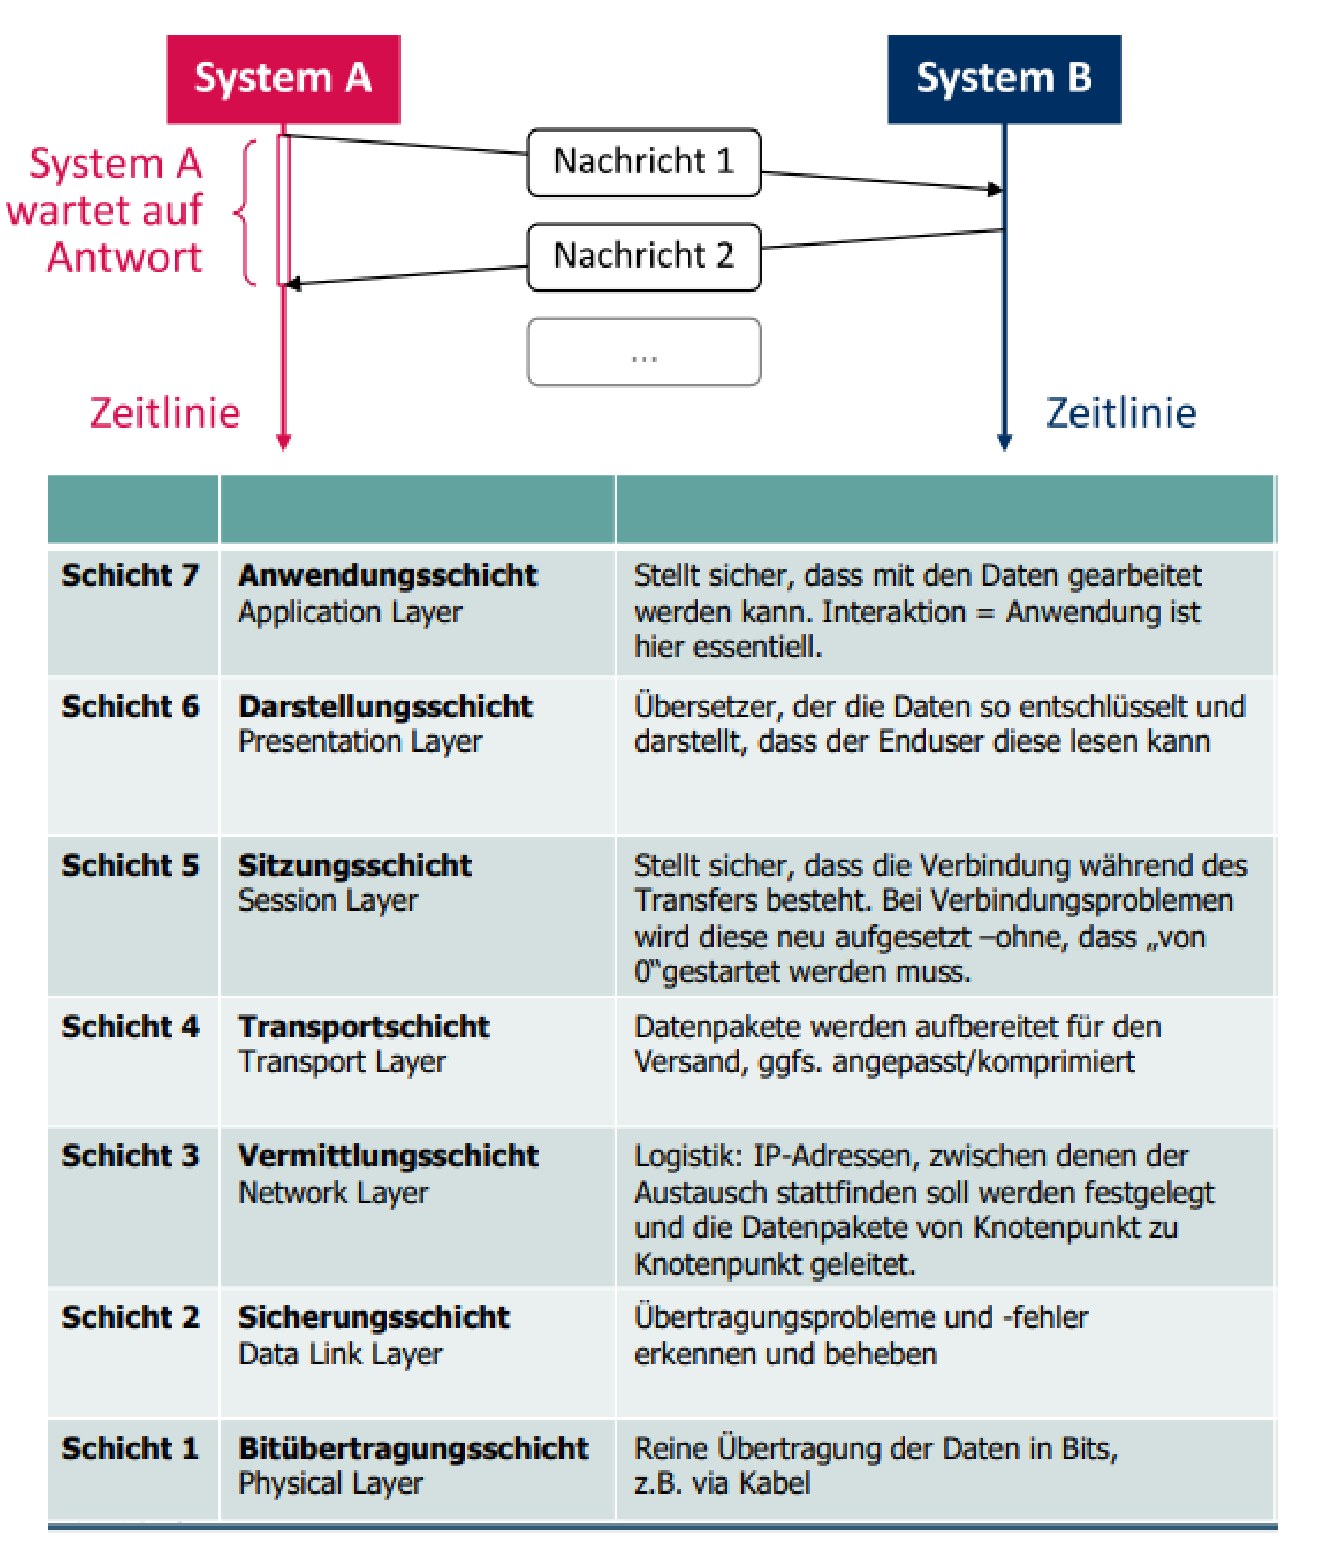 System A
System B
System A
wartet auf
Antwort
Nachricht 1
Nachricht 2
...
Zeitlinie
Zeitlinie
Schicht 7
Anwendungsschicht
Application Layer
Stellt sicher, dass mit den Daten gearbeitet
werden kann. Interaktion = Anwendung ist
hier essentiell.
Schicht 6
Darstellungsschicht
Presentation Layer
Übersetzer, der die Daten so entschlüsselt und
darstellt, dass der Enduser diese lesen kann
Schicht 5
Sitzungsschicht
Session Layer
Stellt sicher, dass die Verbindung während des
Transfers besteht. Bei Verbindungsproblemen
wird diese neu aufgesetzt –ohne, dass „von
0“gestartet werden muss.
Schicht 4
Transportschicht
Transport Layer
Datenpakete werden aufbereitet für den
Versand, ggfs. angepasst/komprimiert
Schicht 3
Vermittlungsschicht
Network Layer
Logistik: IP-Adressen, zwischen denen der
Austausch stattfinden soll werden festgelegt
und die Datenpakete von Knotenpunkt zu
Knotenpunkt geleitet.
Schicht 2
Sicherungsschicht
Data Link Layer
Übertragungsprobleme und -fehler
erkennen und beheben
Schicht 1
Bitübertragungsschicht
Physical Layer
Reine Übertragung der Daten in Bits,
z.B. via Kabel